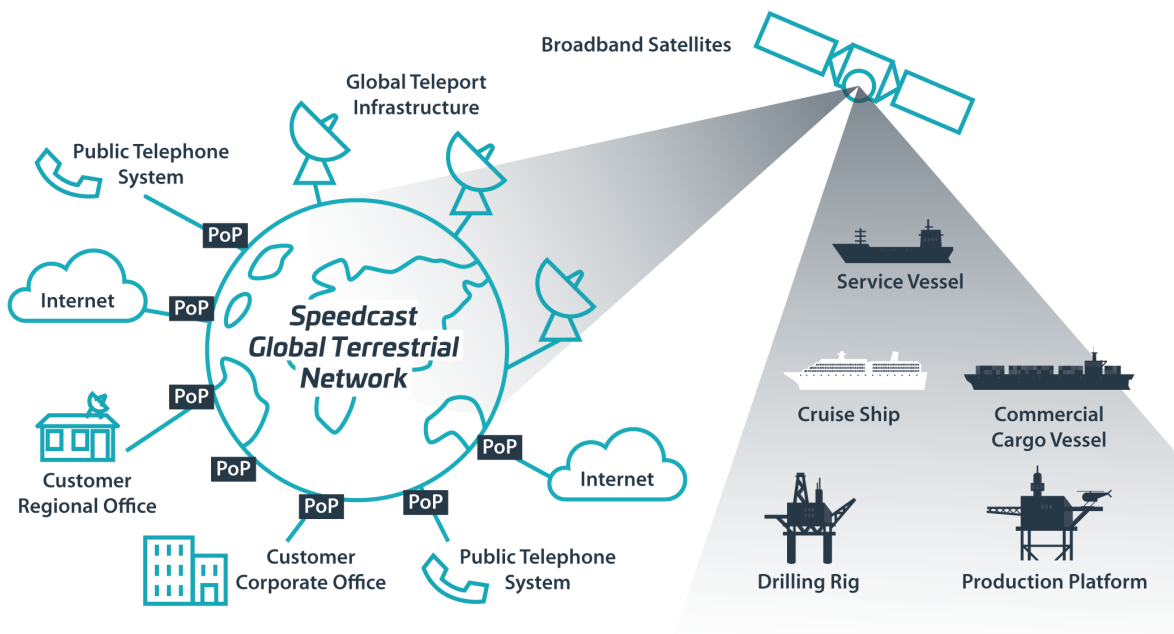 Broadband Satellites
Global Teleport
Infrastructure
Public Telephone
System
PoP
Internet
PoP
Speedcast
Global Terrestrial
Network
PoP
Customer
Regional Office
PoP
PoP
Customer
Corporate Office
PoP
Public Telephone
System
PoP
Internet
Service Vessel
Cruise Ship
Commercial
Cargo Vessel
Drilling Rig
Production Platform